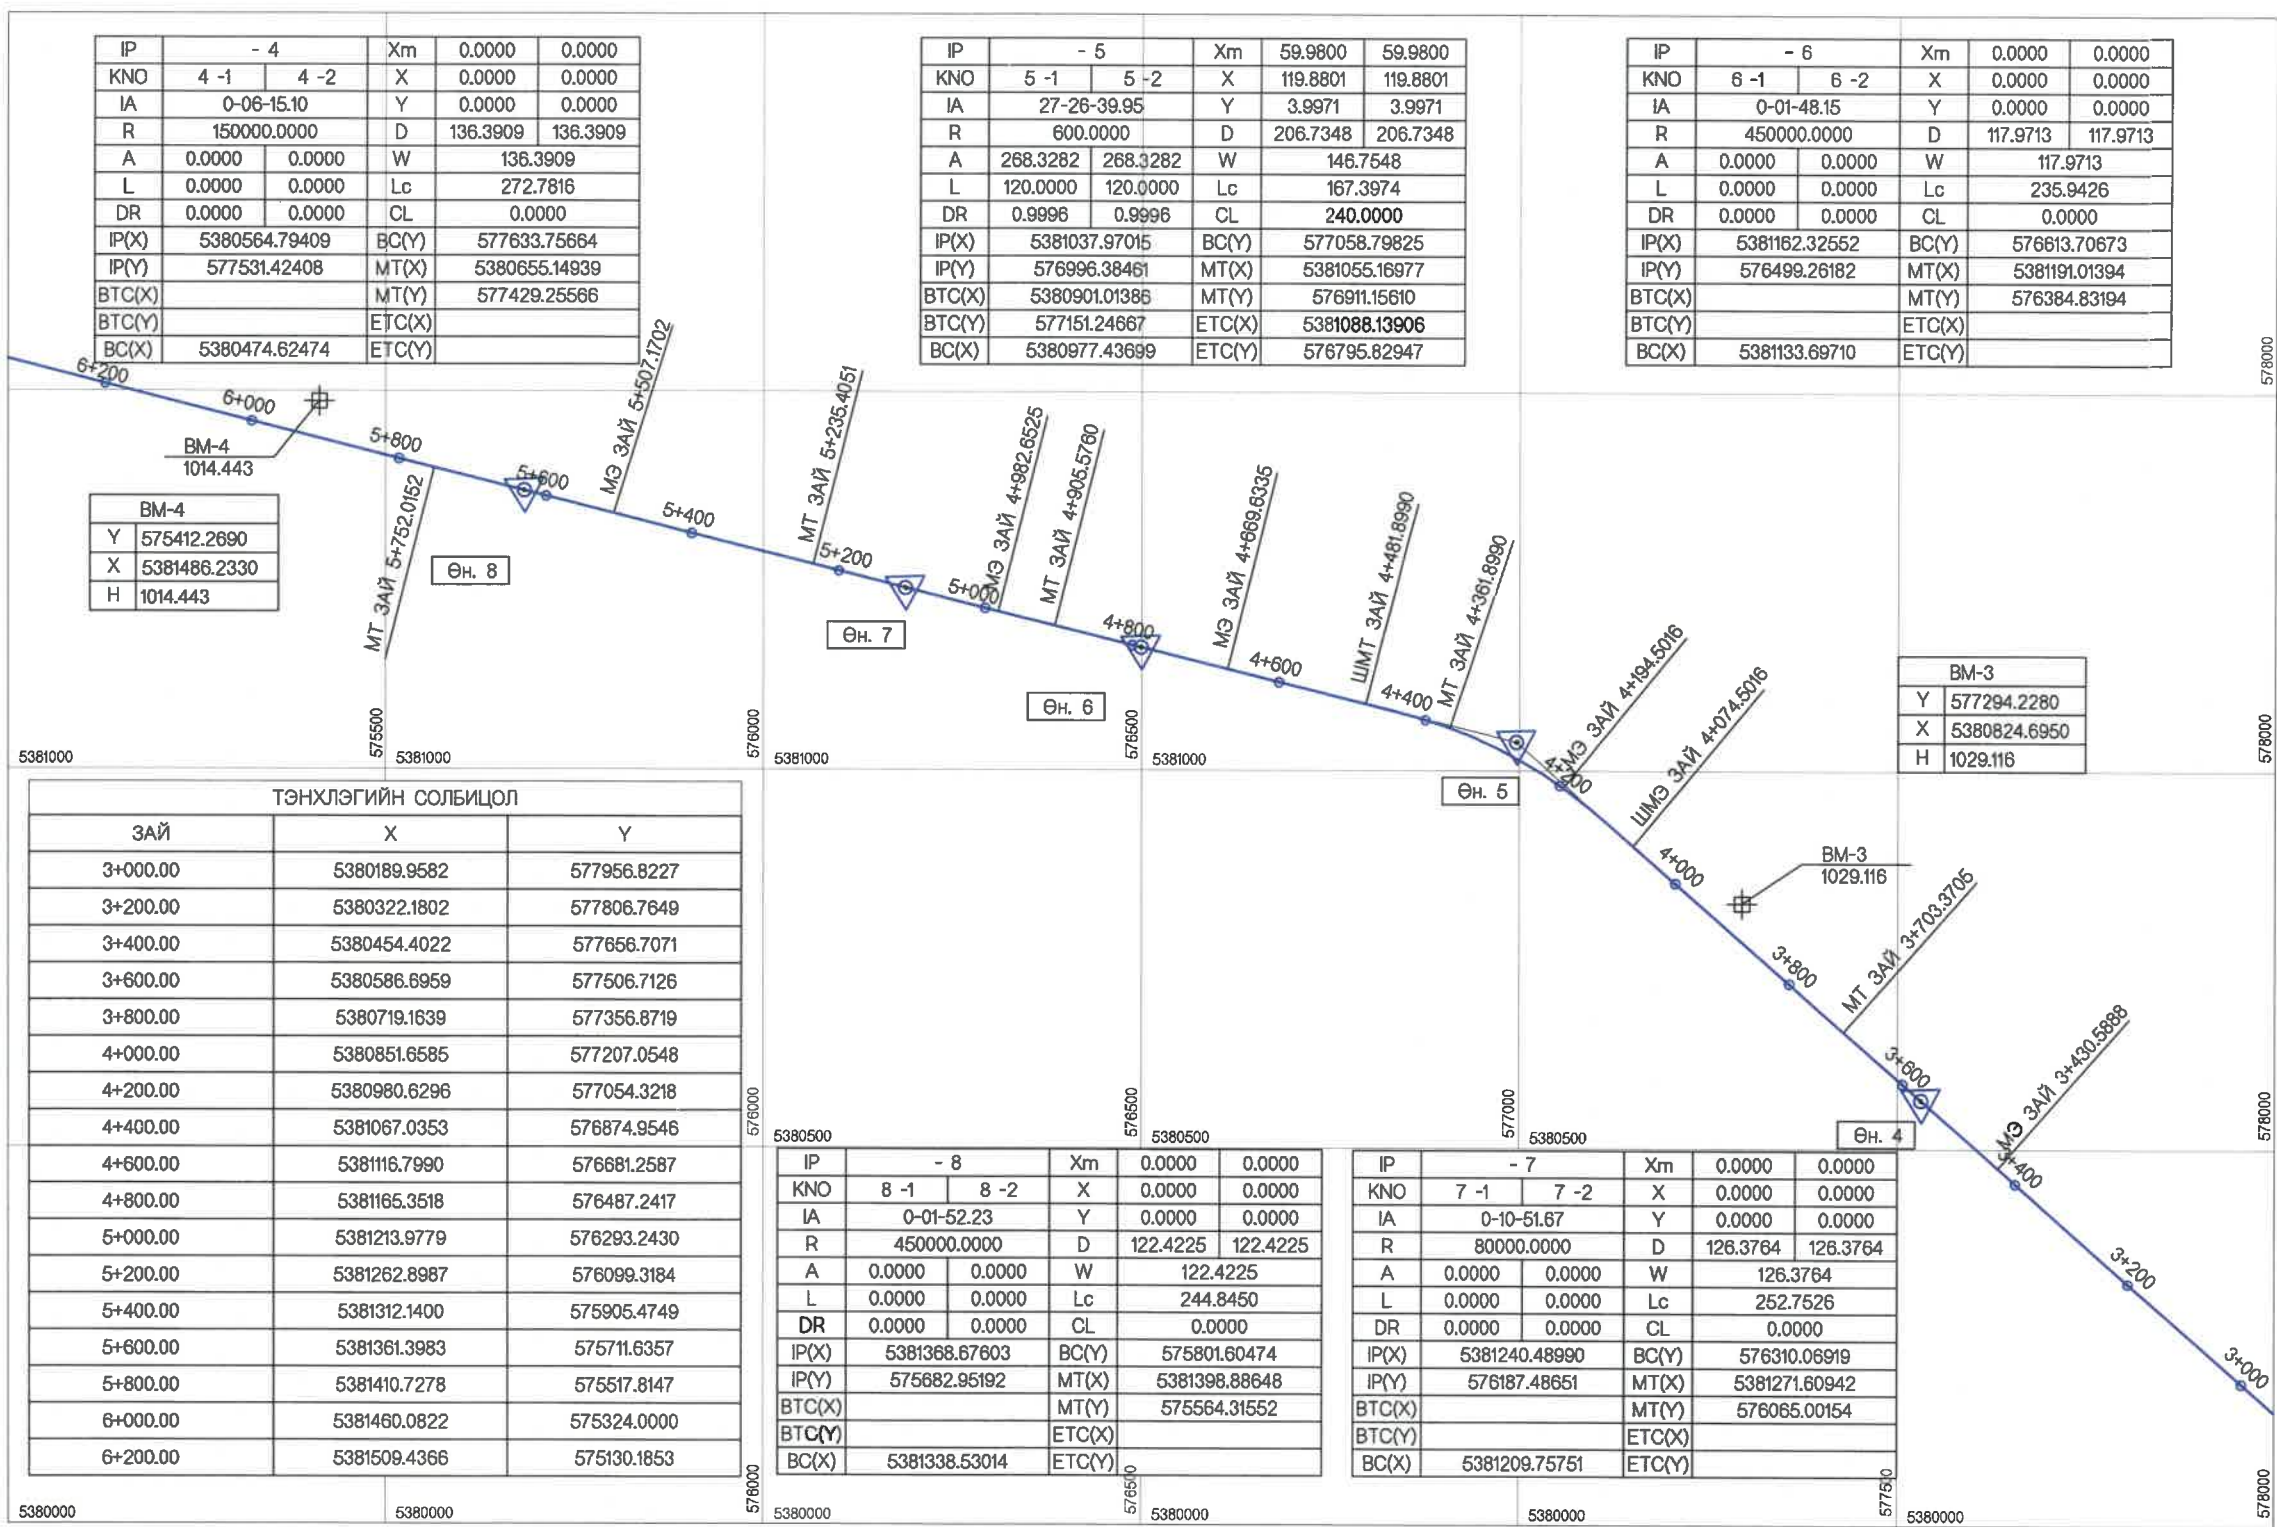 IP - 4 Xm 0.0000 0.0000
KNO 4 -1 4 -2 X 0.0000 0.0000
IA 0-06-15.10 Y 0.0000 0.0000
R 150000.0000 D 136.3909 136.3909
A 0.0000 0.0000 W 136.3909
L 0.0000 0.0000 Lc 272.7816
DR 0.0000 0.0000 CL 0.0000
IP(X) 5380564.79409 BC(Y) 577633.75664
IP(Y) 577531.42408 MT(X) 5380655.14939
BTC(X) MT(Y) 577429.25566
BTC(Y) ETC(X)
BC(X) 5380474.62474 ETC(Y)
IP - 5 Xm 59.9800 59.9800
KNO 5 -1 5 -2 X 119.8801 119.8801
IA 27-26-39.95 Y 3.9971 3.9971
R 600.0000 D 206.7348 206.7348
A 268.3282 268.3282 W 146.7548
L 120.0000 120.0000 Lc 167.3974
DR 0.9996 0.9996 CL 240.0000
IP(X) 5381037.97015 BC(Y) 577058.79825
IP(Y) 576996.38461 MT(X) 5381055.16977
BTC(X) 5380901.01386 MT(Y) 576911.15610
BTC(Y) 577151.24667 ETC(X) 5381088.13906
BC(X) 5380977.43699 ETC(Y) 576795.82947
IP - 6 Xm 0.0000 0.0000
KNO 6 -1 6 -2 X 0.0000 0.0000
IA 0-01-48.15 Y 0.0000 0.0000
R 450000.0000 D 117.9713 117.9713
A 0.0000 0.0000 W 117.9713
L 0.0000 0.0000 Lc 235.9426
DR 0.0000 0.0000 CL 0.0000
IP(X) 5381162.32552 BC(Y) 576613.70673
IP(Y) 576499.26182 MT(X) 5381191.01394
BTC(X) MT(Y) 576384.83194
BTC(Y) ETC(X)
BC(X) 5381133.69710 ETC(Y)
578000
6+200
6+000
5+800
5+600
5+400
5+200
5+000
4+800
4+600
4+400
4+200
4+000
3+800
3+600
3+400
3+200
3+000
BM-4
1014.443
BM-4
Y 575412.2690
X 5381486.2330
H 1014.443
МТ ЗАЙ 5+752.0152
МЭ ЗАЙ 5+507.1702
МТ ЗАЙ 5+235.4051
МЭ ЗАЙ 4+982.6525
МТ ЗАЙ 4+905.5760
МЭ ЗАЙ 4+669.6335
ШМТ ЗАЙ 4+481.8990
МТ ЗАЙ 4+361.8990
МЭ ЗАЙ 4+194.5016
ШМЭ ЗАЙ 4+074.5016
МТ ЗАЙ 3+703.3705
МЭ ЗАЙ 3+430.5888
Өн. 8
Өн. 7
Өн. 6
Өн. 5
Өн. 4
BM-3
Y 577294.2280
X 5380824.6950
H 1029.116
BM-3
1029.116
575500
576000
576500
578000
5381000
5381000
5381000
5381000
ТЭНХЛЭГИЙН СОЛБИЦОЛ
ЗАЙ X Y
3+000.00 5380189.9582 577956.8227
3+200.00 5380322.1802 577806.7649
3+400.00 5380454.4022 577656.7071
3+600.00 5380586.6959 577506.7126
3+800.00 5380719.1639 577356.8719
4+000.00 5380851.6585 577207.0548
4+200.00 5380980.6296 577054.3218
4+400.00 5381067.0353 576874.9546
4+600.00 5381116.7990 576681.2587
4+800.00 5381165.3518 576487.2417
5+000.00 5381213.9779 576293.2430
5+200.00 5381262.8987 576099.3184
5+400.00 5381312.1400 575905.4749
5+600.00 5381361.3983 575711.6357
5+800.00 5381410.7278 575517.8147
6+000.00 5381460.0822 575324.0000
6+200.00 5381509.4366 575130.1853
576000
576500
577000
578000
5380500
5380500
5380500
IP - 8 Xm 0.0000 0.0000
KNO 8 -1 8 -2 X 0.0000 0.0000
IA 0-01-52.23 Y 0.0000 0.0000
R 450000.0000 D 122.4225 122.4225
A 0.0000 0.0000 W 122.4225
L 0.0000 0.0000 Lc 244.8450
DR 0.0000 0.0000 CL 0.0000
IP(X) 5381368.67603 BC(Y) 575801.60474
IP(Y) 575682.95192 MT(X) 5381398.88648
BTC(X) MT(Y) 575564.31552
BTC(Y) ETC(X)
BC(X) 5381338.53014 ETC(Y)
IP - 7 Xm 0.0000 0.0000
KNO 7 -1 7 -2 X 0.0000 0.0000
IA 0-10-51.67 Y 0.0000 0.0000
R 80000.0000 D 126.3764 126.3764
A 0.0000 0.0000 W 126.3764
L 0.0000 0.0000 Lc 252.7526
DR 0.0000 0.0000 CL 0.0000
IP(X) 5381240.48990 BC(Y) 576310.06919
IP(Y) 576187.48651 MT(X) 5381271.60942
BTC(X) MT(Y) 576065.00154
BTC(Y) ETC(X)
BC(X) 5381209.75751 ETC(Y)
576000
576500
577500
578000
5380000
5380000
5380000
5380000
5380000
5380000